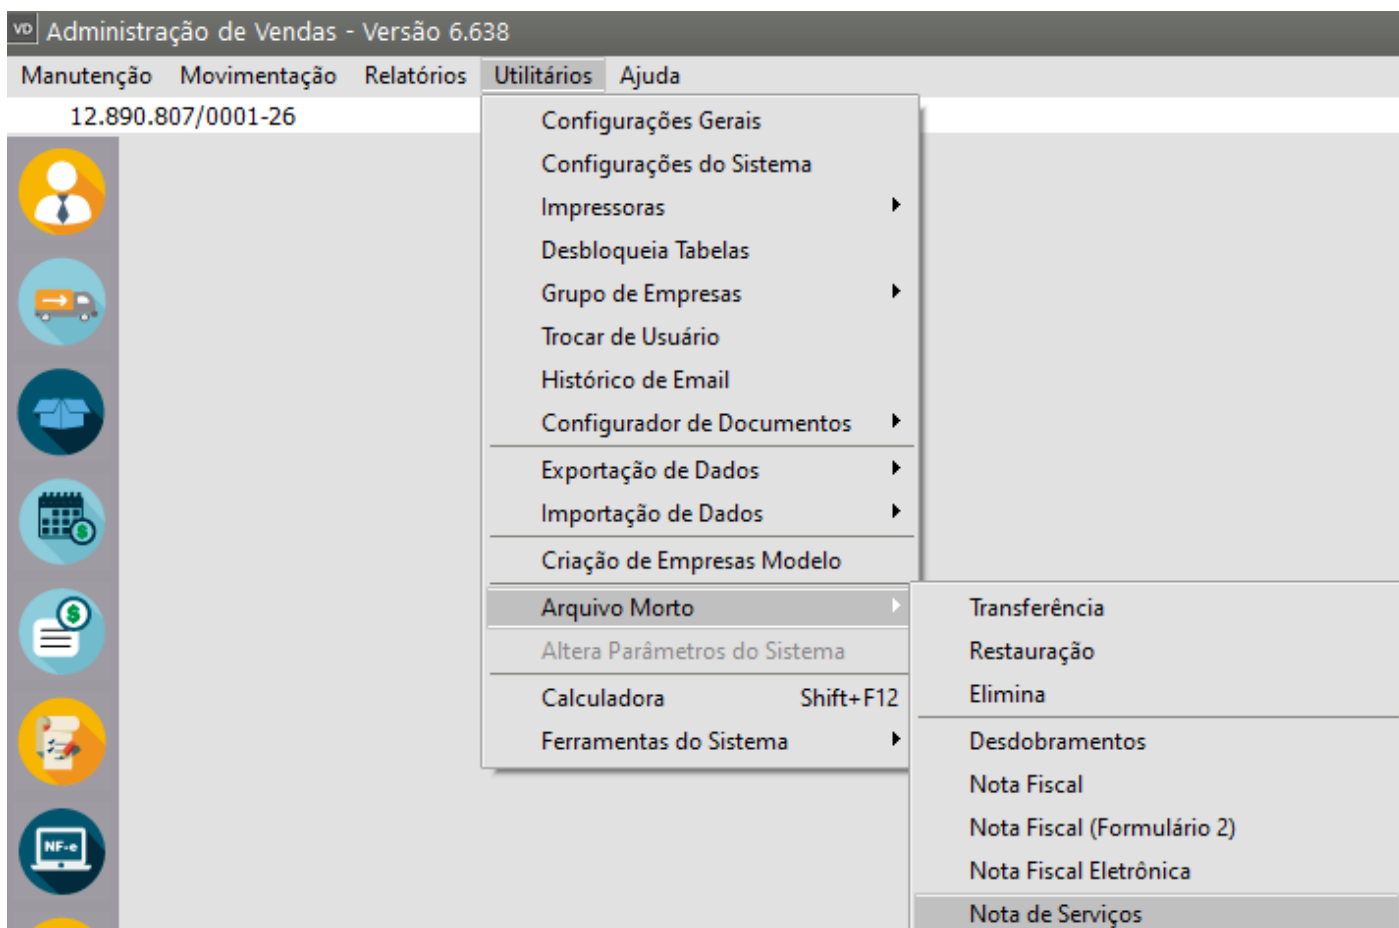 VD Administração de Vendas - Versão 6.638
Manutenção Movimentação Relatórios Utilitários Ajuda
12.890.807/0001-26
Configurações Gerais
Configurações do Sistema
Impressoras
Desbloqueia Tabelas
Grupo de Empresas
Trocar de Usuário
Histórico de Email
Configurador de Documentos
Exportação de Dados
Importação de Dados
Criação de Empresas Modelo
Arquivo Morto
Altera Parâmetros do Sistema
Calculadora Shift+F12
Ferramentas do Sistema
Transferência
Restauração
Elimina
Desdobramentos
Nota Fiscal
Nota Fiscal (Formulário 2)
Nota Fiscal Eletrônica
Nota de Serviços
$
$
NF-e